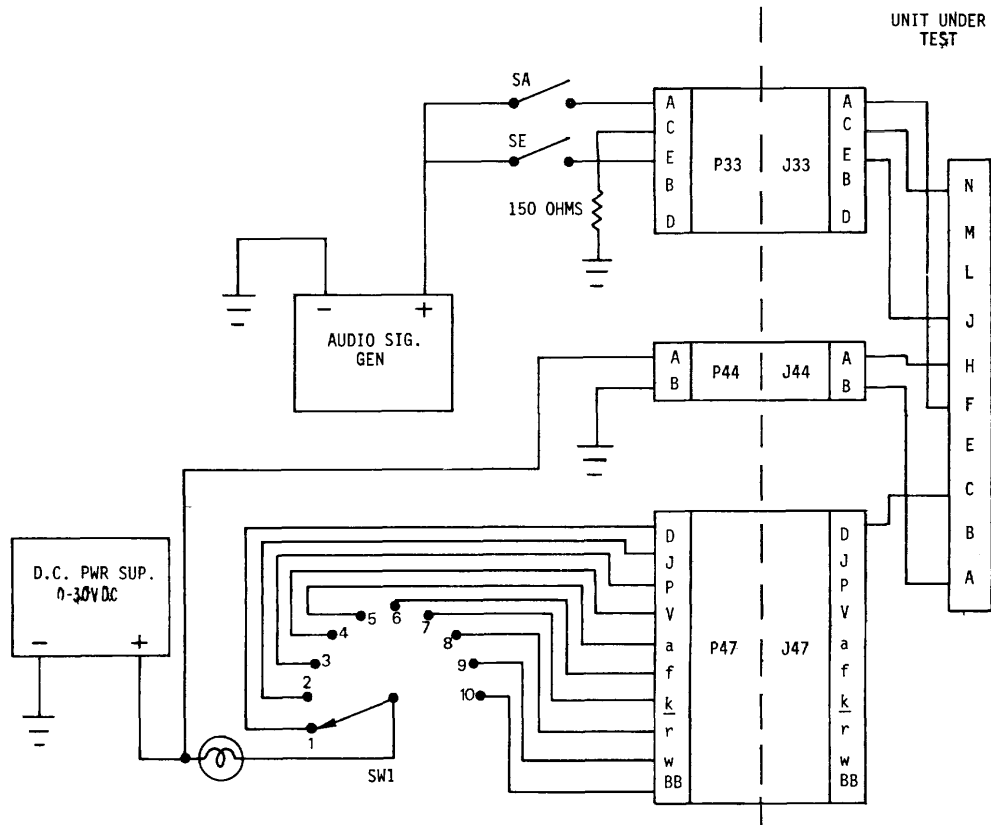 UNIT UNDER
TEST
SA
SE
150 OHMS
A
C
E
B
D
P33
J33
A
C
E
B
D
N
M
L
J
H
F
E
C
B
A
-
+
AUDIO SIG.
GEN
A
B
P44
J44
A
B
D.C. PWR SUP.
0-30VDC
-
+
1
2
3
4
5
6
7
8
9
10
SW1
D
J
P
V
a
f
k
r
w
BB
P47
J47
D
J
P
V
a
f
k
r
w
BB